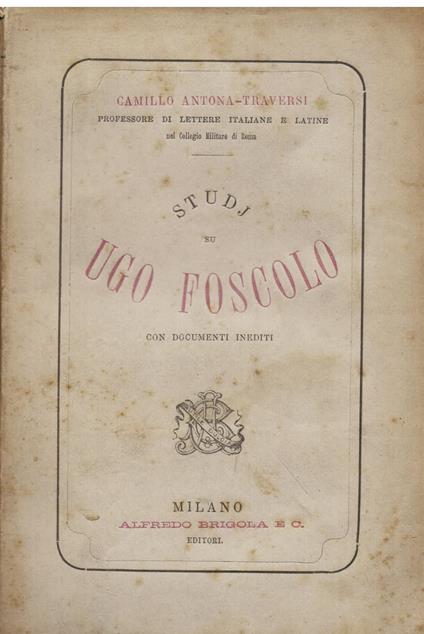 CAMILLO ANTONA-TRAVERSI
PROFESSORE DI LETTERE ITALIANE E LATINE
nel Collegio Militare di Roma
STUDJ
SU
UGO FOSCOLO
CON DOCUMENTI INEDITI
MILANO
ALFREDO BRIGOLA E C.
EDITORI.